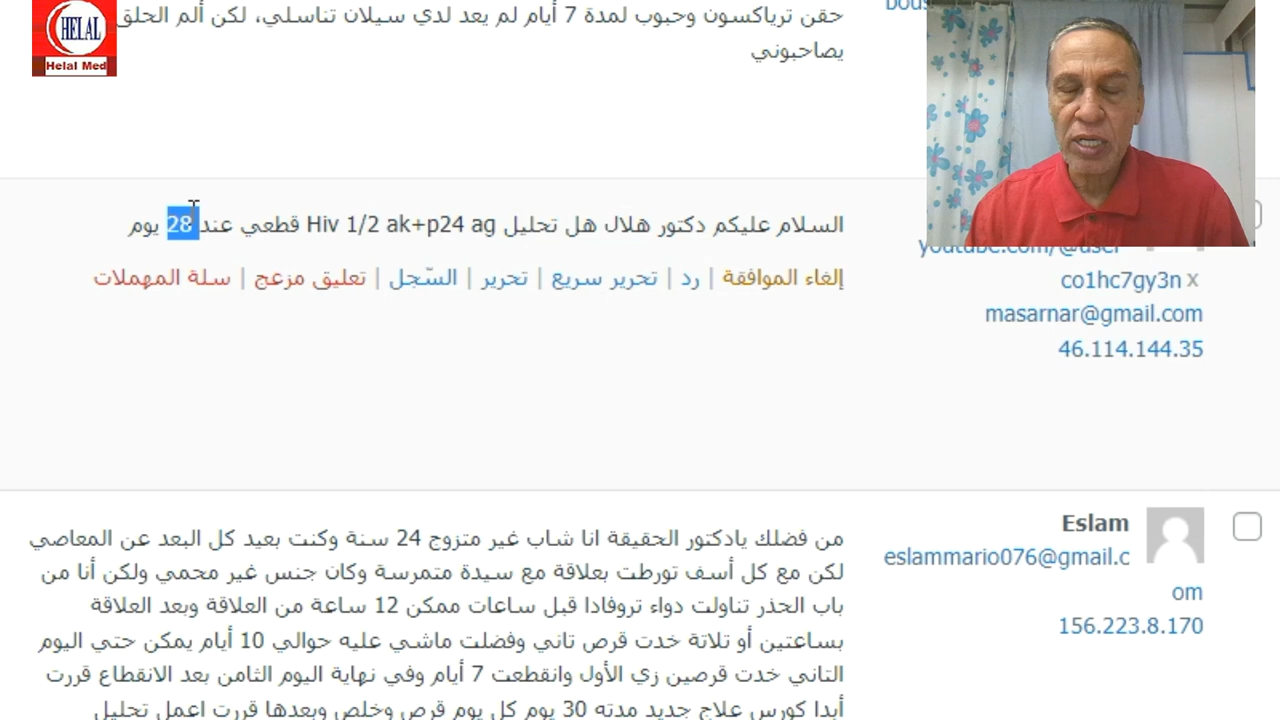 HELAL
Helal Med
حقن ترياكسون وحبوب لمدة 7 أيام لم يعد لدي سيلان تناسلي، لكن ألم الحلق
يصاحبوني
السلام عليكم دكتور هلال هل تحليل Hiv 1/2 ak+p24 ag قطعي عند 28 يوم
إلغاء الموافقة | رد | تحرير سريع | تحرير | السّجل | تعليق مزعج | سلة المهملات
co1hc7gy3n x
masarnar@gmail.com
46.114.144.35
Eslam
eslammario076@gmail.c
om
156.223.8.170
من فضلك يادكتور الحقيقة انا شاب غير متزوج 24 سنة وكنت بعيد كل البعد عن المعاصي
لكن مع كل أسف تورطت بعلاقة مع سيدة متمرسة وكان جنس غير محمي ولكن أنا من
باب الحذر تناولت دواء تروفادا قبل ساعات ممكن 12 ساعة من العلاقة وبعد العلاقة
بساعتين أو تلاتة خدت قرص تاني وفضلت ماشي عليه حوالي 10 أيام يمكن حتي اليوم
التاني خدت قرصين زي الأول وانقطعت 7 أيام وفي نهاية اليوم الثامن بعد الانقطاع قررت
أبدا كورس علاج جديد مدته 30 يوم كل يوم قرص وخلص وبعدها قررت اعمل تحليل